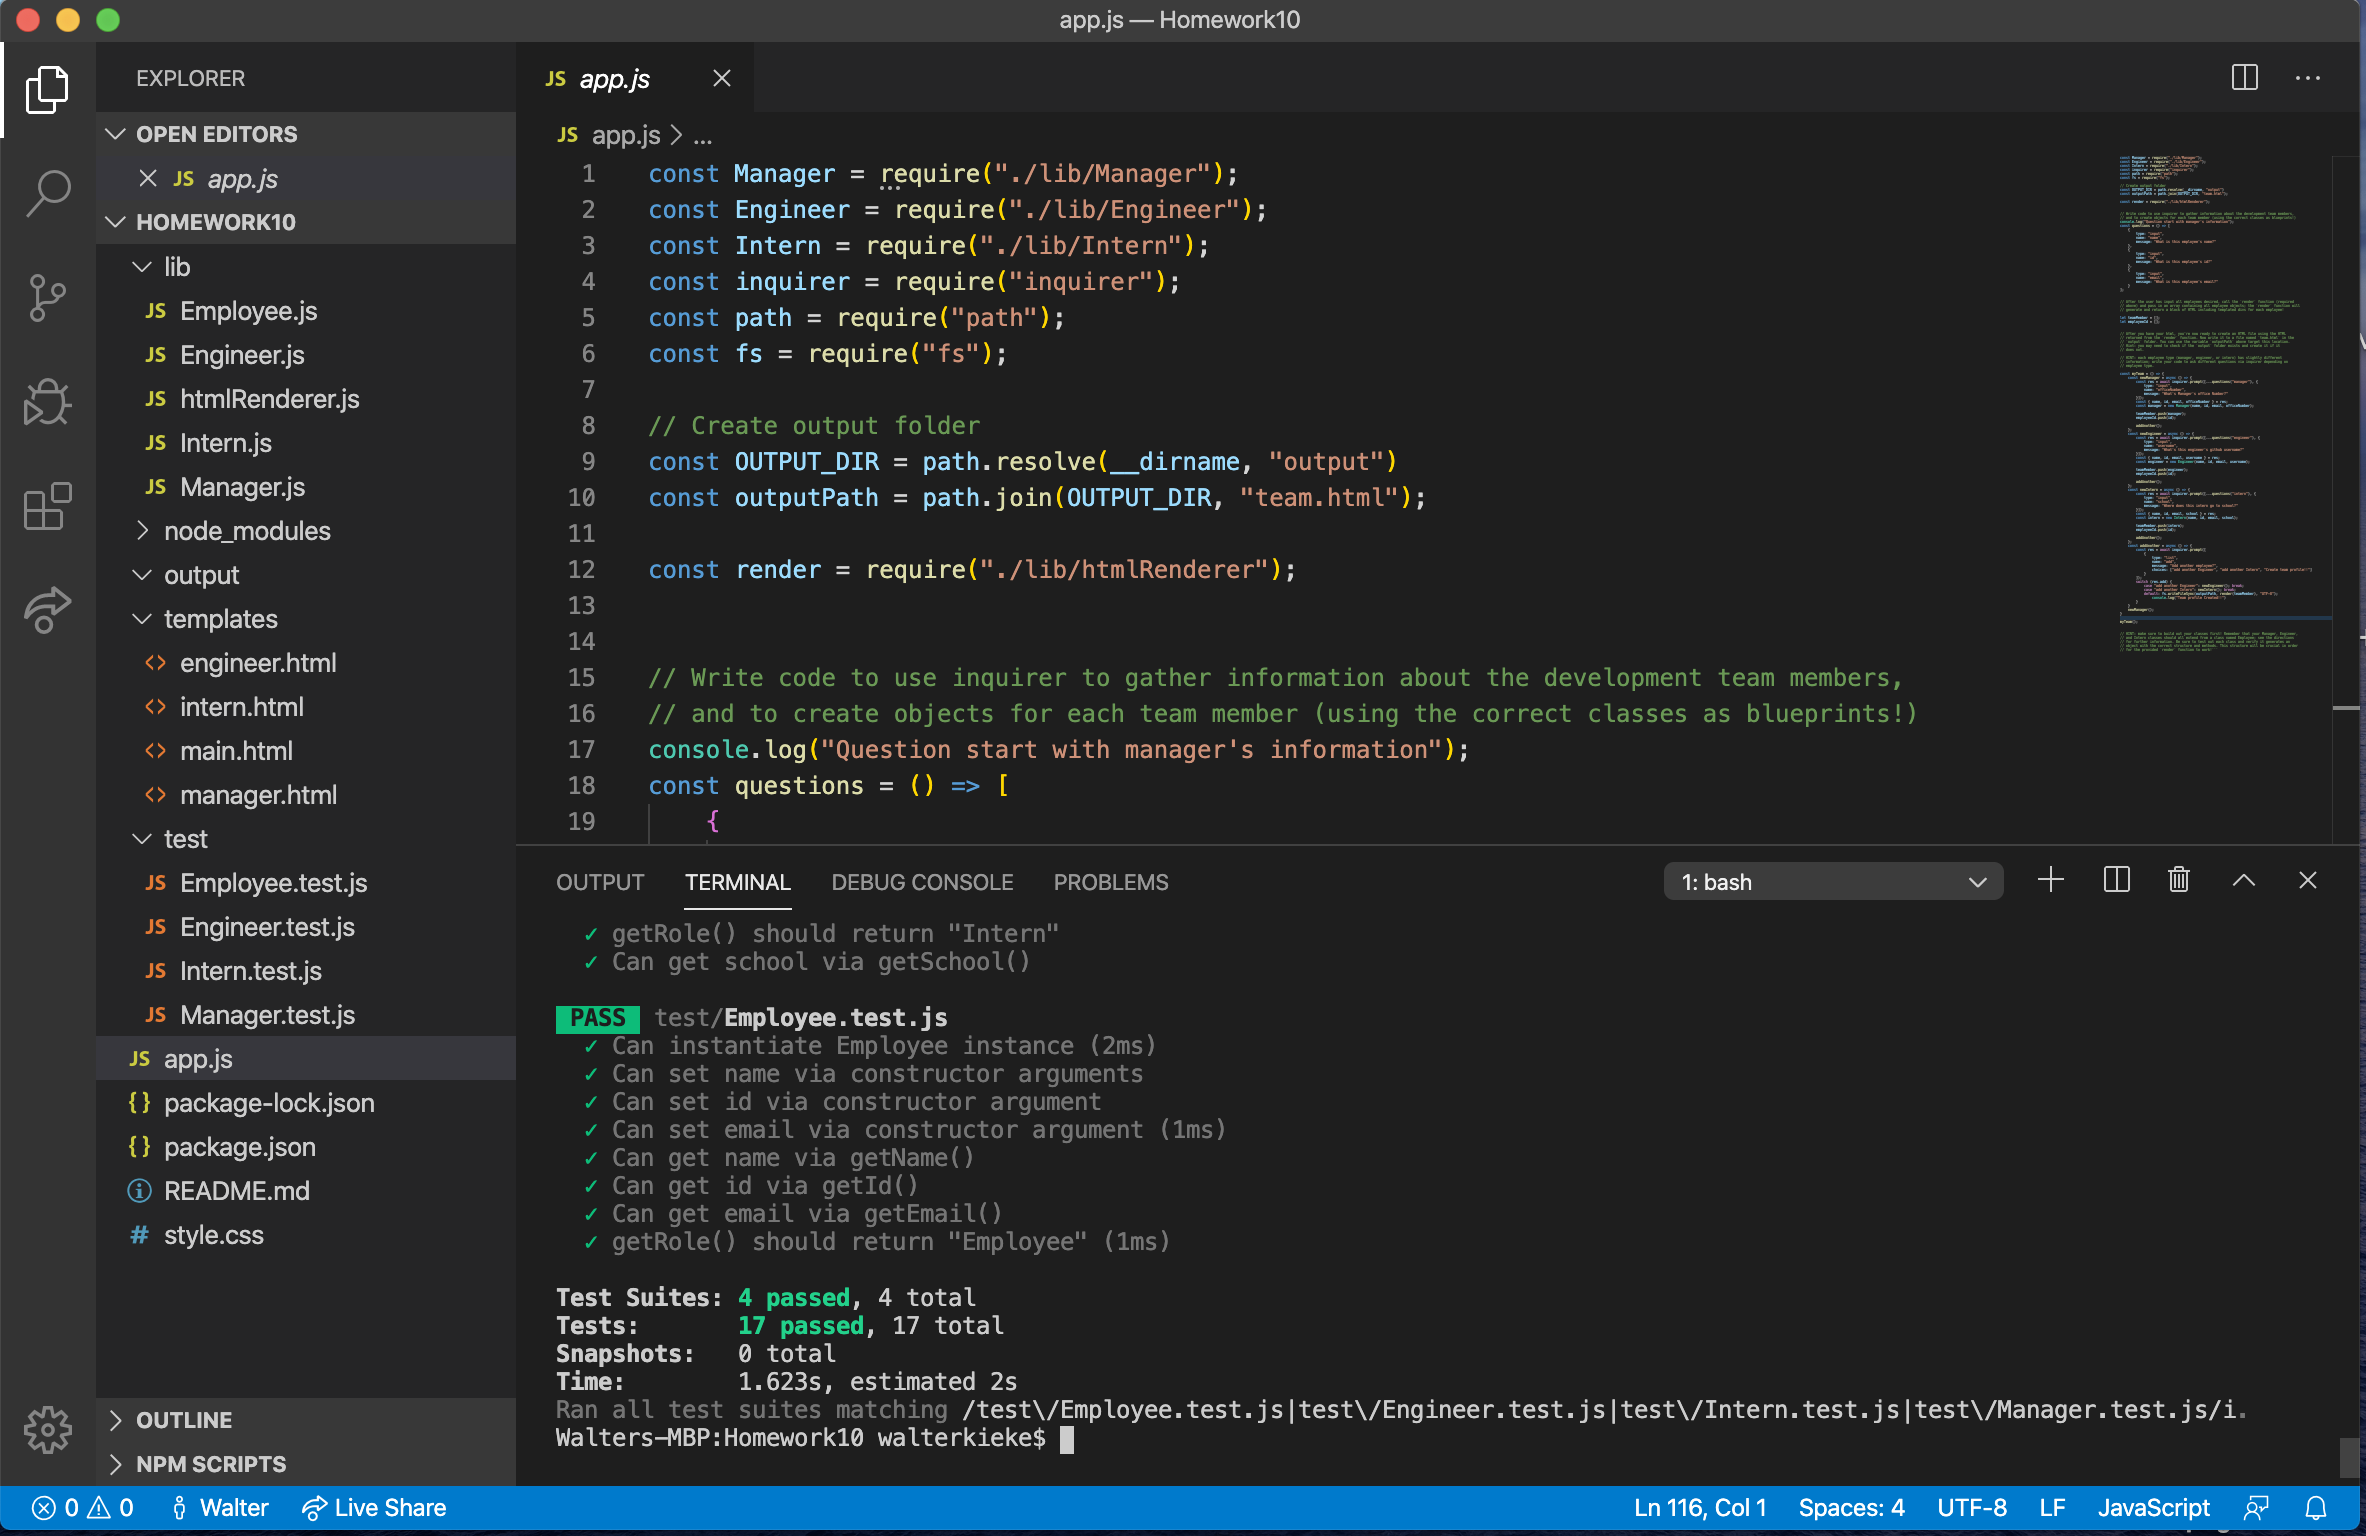 app.js — Homework10
EXPLORER
OPEN EDITORS
JS app.js
HOMEWORK10
lib
JS Employee.js
JS Engineer.js
JS htmlRenderer.js
JS Intern.js
JS Manager.js
node_modules
output
templates
<> engineer.html
<> intern.html
<> main.html
<> manager.html
test
JS Employee.test.js
JS Engineer.test.js
JS Intern.test.js
JS Manager.test.js
JS app.js
{} package-lock.json
{} package.json
README.md
# style.css
OUTLINE
NPM SCRIPTS
JS app.js
JS app.js > ...
1 const Manager = require("./lib/Manager");
2 const Engineer = require("./lib/Engineer");
3 const Intern = require("./lib/Intern");
4 const inquirer = require("inquirer");
5 const path = require("path");
6 const fs = require("fs");
7
8 // Create output folder
9 const OUTPUT_DIR = path.resolve(__dirname, "output")
10 const outputPath = path.join(OUTPUT_DIR, "team.html");
11
12 const render = require("./lib/htmlRenderer");
13
14
15 // Write code to use inquirer to gather information about the development team members,
16 // and to create objects for each team member (using the correct classes as blueprints!)
17 console.log("Question start with manager's information");
18 const questions = () => [
19 {
OUTPUT TERMINAL DEBUG CONSOLE PROBLEMS 1: bash
✓ getRole() should return "Intern"
✓ Can get school via getSchool()
PASS test/Employee.test.js
✓ Can instantiate Employee instance (2ms)
✓ Can set name via constructor arguments
✓ Can set id via constructor argument
✓ Can set email via constructor argument (1ms)
✓ Can get name via getName()
✓ Can get id via getId()
✓ Can get email via getEmail()
✓ getRole() should return "Employee" (1ms)
Test Suites: 4 passed, 4 total
Tests: 17 passed, 17 total
Snapshots: 0 total
Time: 1.623s, estimated 2s
Ran all test suites matching /test\/Employee.test.js|test\/Engineer.test.js|test\/Intern.test.js|test\/Manager.test.js/i.
Walters-MBP:Homework10 walterkieke$
0 0 Walter Live Share Ln 116, Col 1 Spaces: 4 UTF-8 LF JavaScript